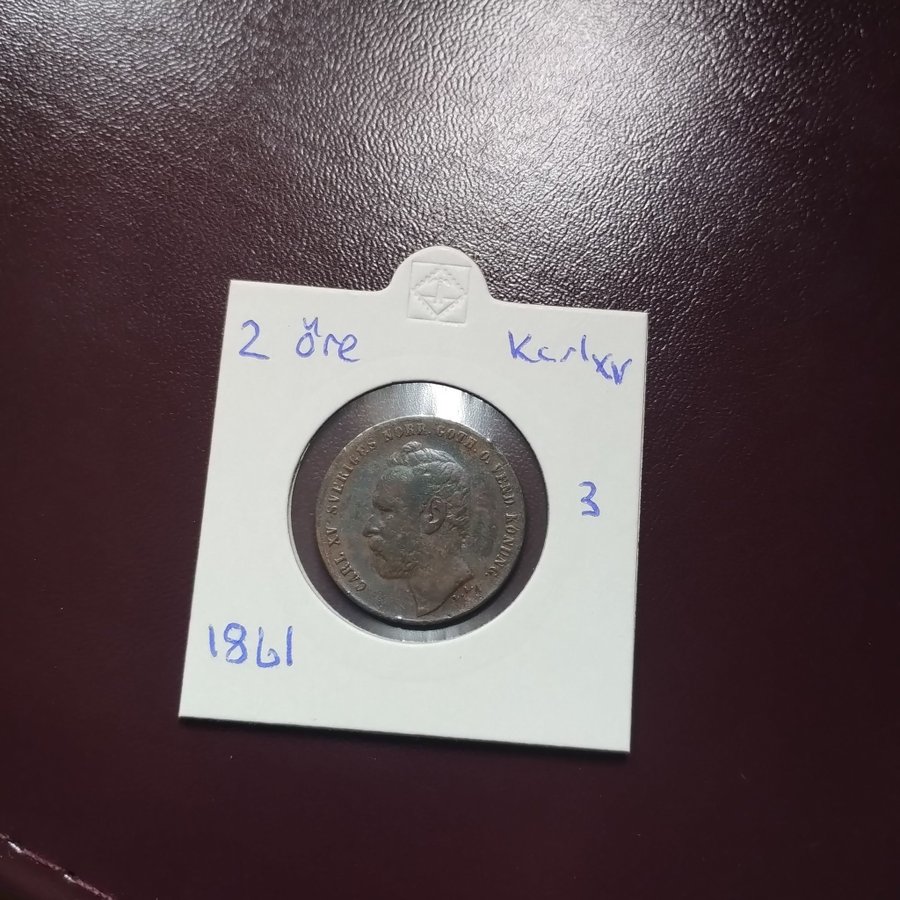 2 Öre Karl XV
CARL XV SVERIGES NORR. GOTH. O. VEND. KONUNG.
3
1861